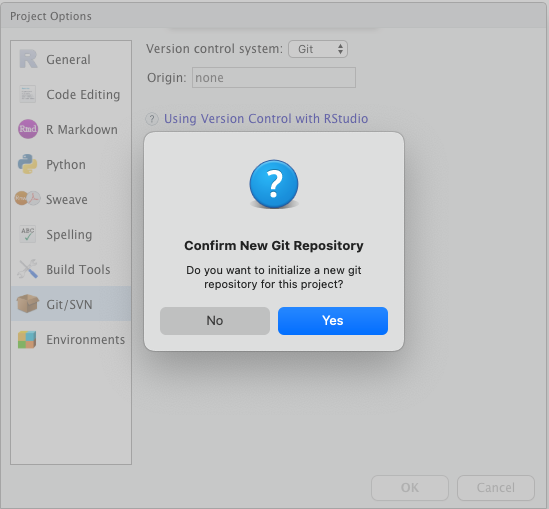 Project Options
General
Code Editing
Rmd R Markdown
Python
Sweave
ABC Spelling
Build Tools
Git/SVN
Environments
Version control system: Git
Origin: none
? Using Version Control with RStudio
?
Confirm New Git Repository
Do you want to initialize a new git
repository for this project?
No Yes
OK Cancel